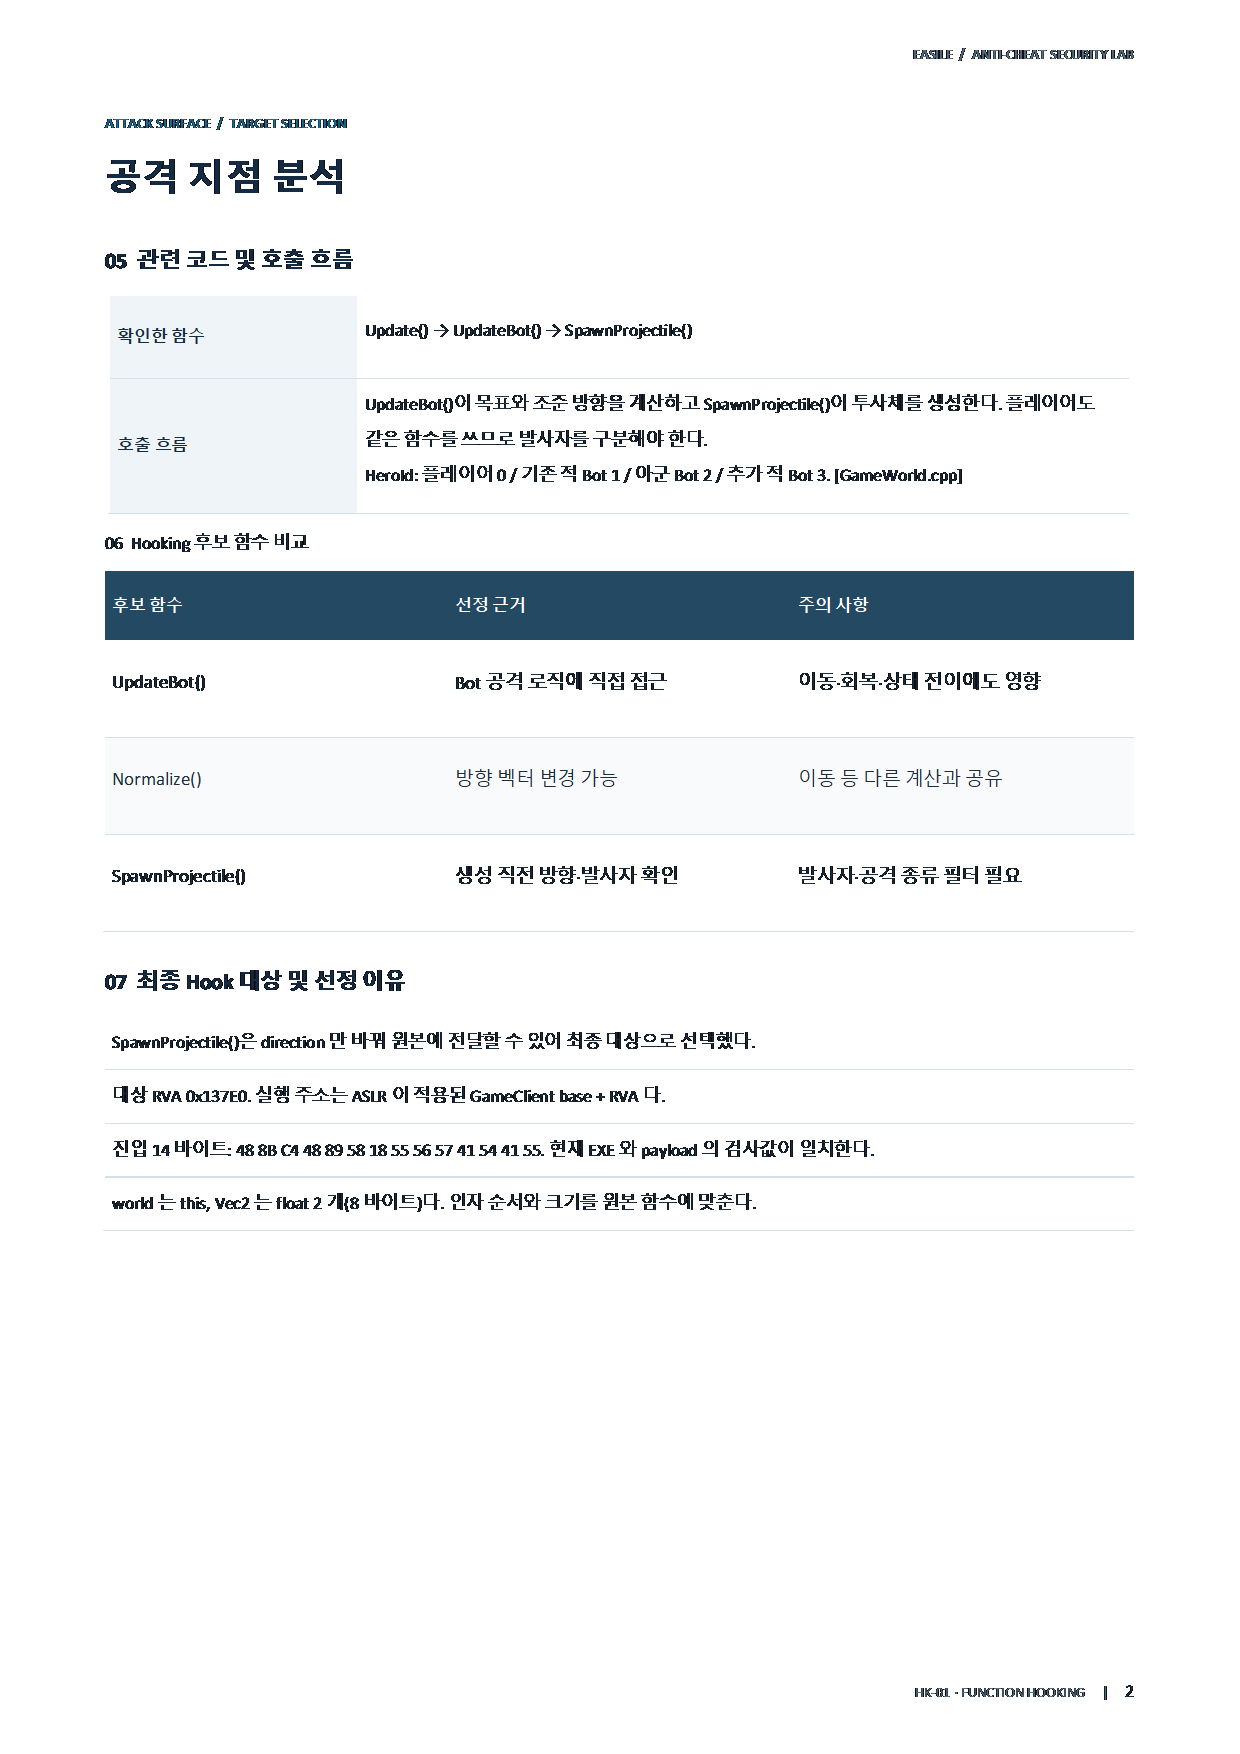 EASILE / ANTI-CHEAT SECURITY LAB
ATTACK SURFACE / TARGET SELECTION
공격 지점 분석
05 관련 코드 및 호출 흐름
확인한 함수
Update() → UpdateBot() → SpawnProjectile()
호출 흐름
UpdateBot()이 목표와 조준 방향을 계산하고 SpawnProjectile()이 투사체를 생성한다. 플레이어도
같은 함수를 쓰므로 발사자를 구분해야 한다.
HeroId: 플레이어 0 / 기존 적 Bot 1 / 아군 Bot 2 / 추가 적 Bot 3. [GameWorld.cpp]
06 Hooking 후보 함수 비교
후보 함수 선정 근거 주의 사항
UpdateBot() Bot 공격 로직에 직접 접근 이동·회복·상태 전이에도 영향
Normalize() 방향 벡터 변경 가능 이동 등 다른 계산과 공유
SpawnProjectile() 생성 직전 방향·발사자 확인 발사자·공격 종류 필터 필요
07 최종 Hook 대상 및 선정 이유
SpawnProjectile()은 direction 만 바꿔 원본에 전달할 수 있어 최종 대상으로 선택했다.
대상 RVA 0x137E0. 실행 주소는 ASLR 이 적용된 GameClient base + RVA 다.
진입 14 바이트: 48 8B C4 48 89 58 18 55 56 57 41 54 41 55. 현재 EXE 와 payload 의 검사값이 일치한다.
world 는 this, Vec2 는 float 2 개(8 바이트)다. 인자 순서와 크기를 원본 함수에 맞춘다.
HK-01 · FUNCTION HOOKING | 2